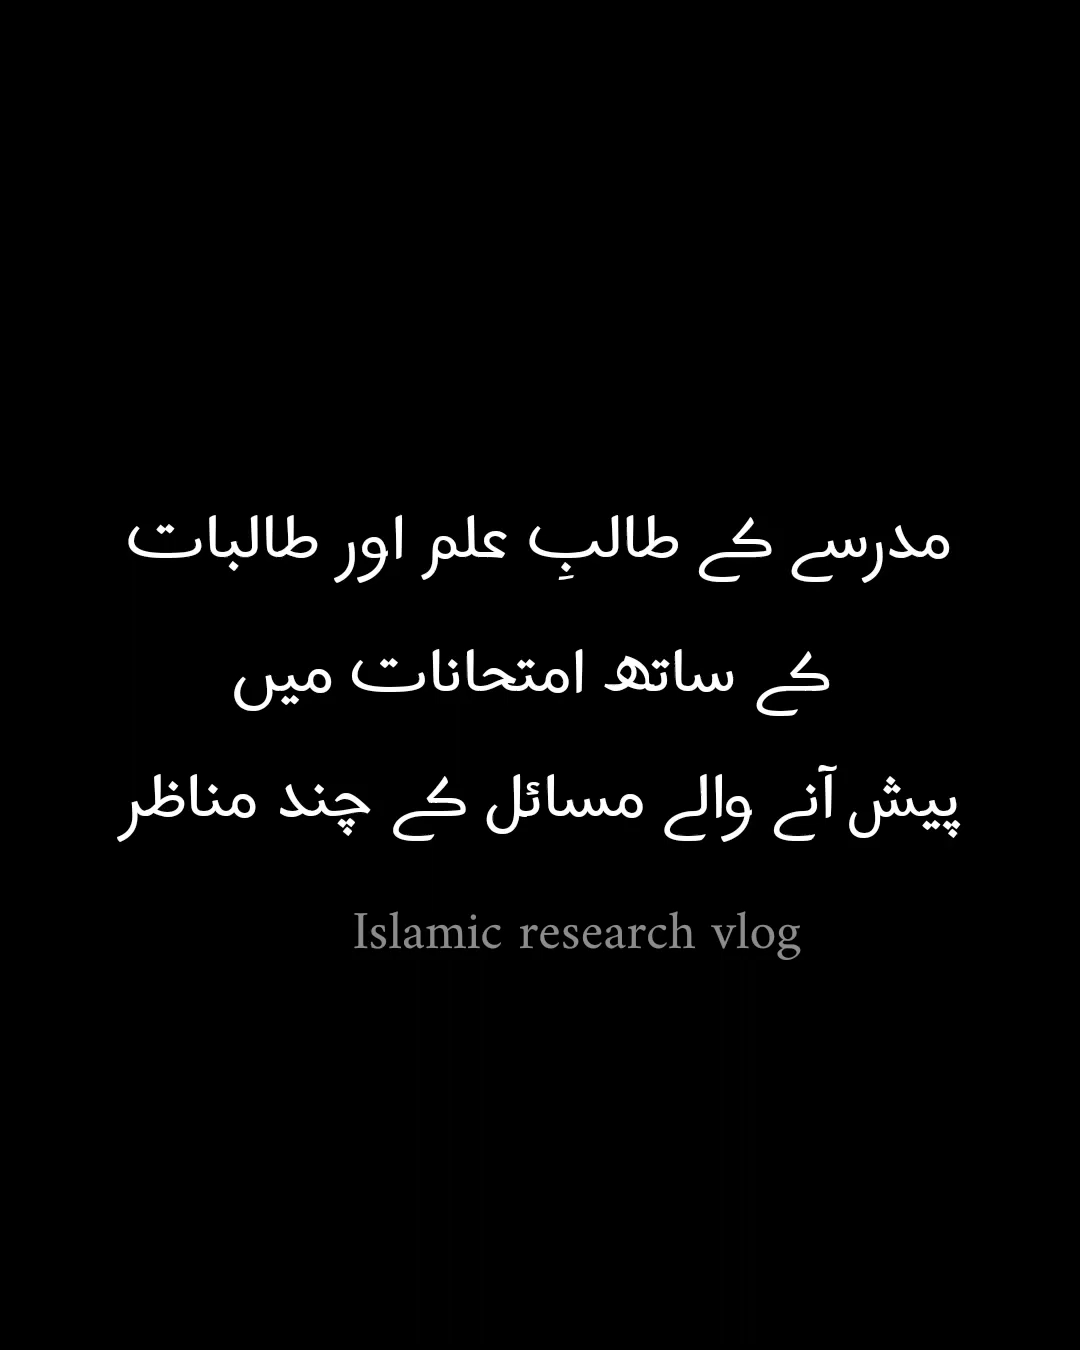 مدرسے کے طالبِ علم اور طالبات
کے ساتھ امتحانات میں
پیش آنے والے مسائل کے چند مناظر
Islamic research vlog